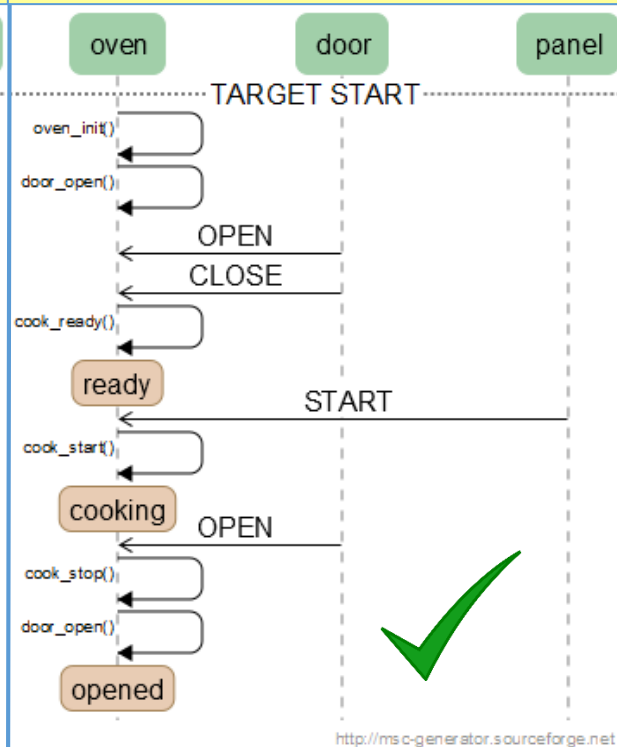 oven door panel
TARGET START
oven_init()
door_open()
OPEN
CLOSE
cook_ready()
ready
START
cook_start()
cooking
OPEN
cook_stop()
door_open()
opened
http://msc-generator.sourceforge.net